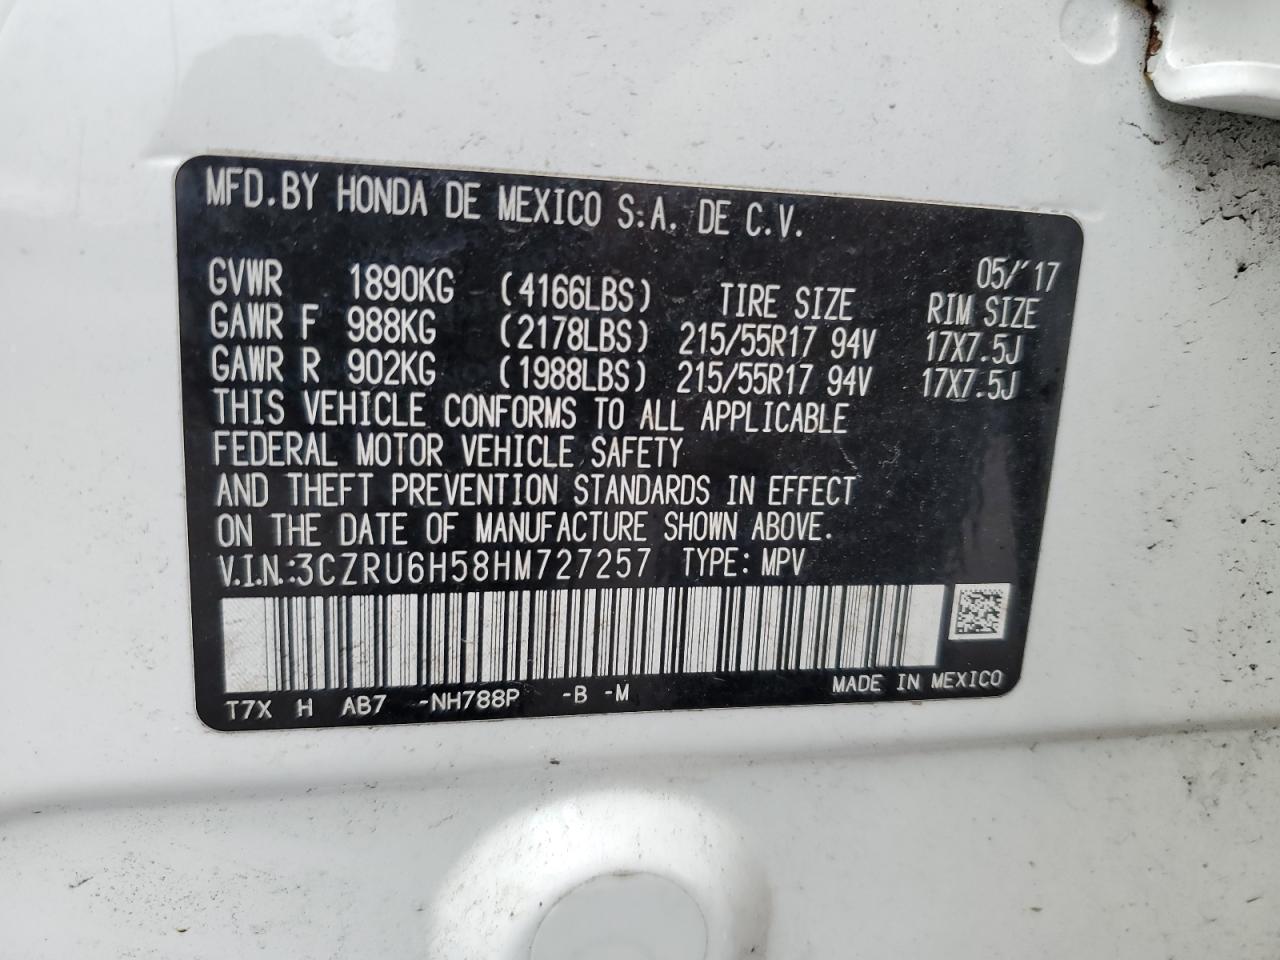 MFD.BY HONDA DE MEXICO S.A. DE C.V.
05/'17
GVWR 1890KG (4166LBS) TIRE SIZE RIM SIZE
GAWR F 988KG (2178LBS) 215/55R17 94V 17X7.5J
GAWR R 902KG (1988LBS) 215/55R17 94V 17X7.5J
THIS VEHICLE CONFORMS TO ALL APPLICABLE
FEDERAL MOTOR VEHICLE SAFETY
AND THEFT PREVENTION STANDARDS IN EFFECT
ON THE DATE OF MANUFACTURE SHOWN ABOVE.
V.I.N.:3CZRU6H58HM727257 TYPE: MPV
T7X H AB7 -NH788P -B -M MADE IN MEXICO